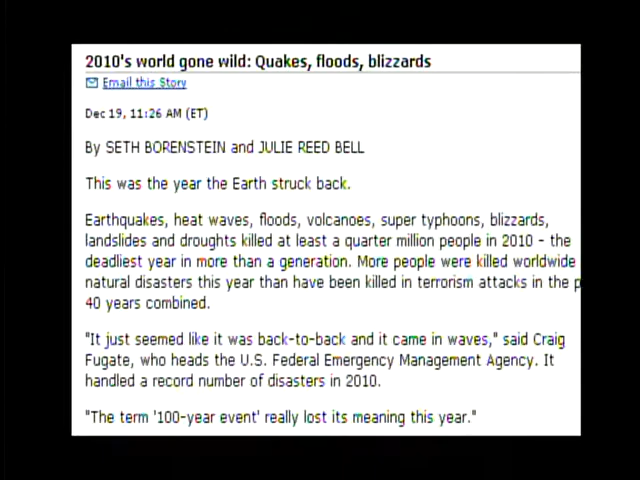 2010's world gone wild: Quakes, floods, blizzards
Email this Story
Dec 19, 11:26 AM (ET)
By SETH BORENSTEIN and JULIE REED BELL
This was the year the Earth struck back.
Earthquakes, heat waves, floods, volcanoes, super typhoons, blizzards,
landslides and droughts killed at least a quarter million people in 2010 - the
deadliest year in more than a generation. More people were killed worldwide
natural disasters this year than have been killed in terrorism attacks in the p
40 years combined.
"It just seemed like it was back-to-back and it came in waves," said Craig
Fugate, who heads the U.S. Federal Emergency Management Agency. It
handled a record number of disasters in 2010.
"The term '100-year event' really lost its meaning this year."